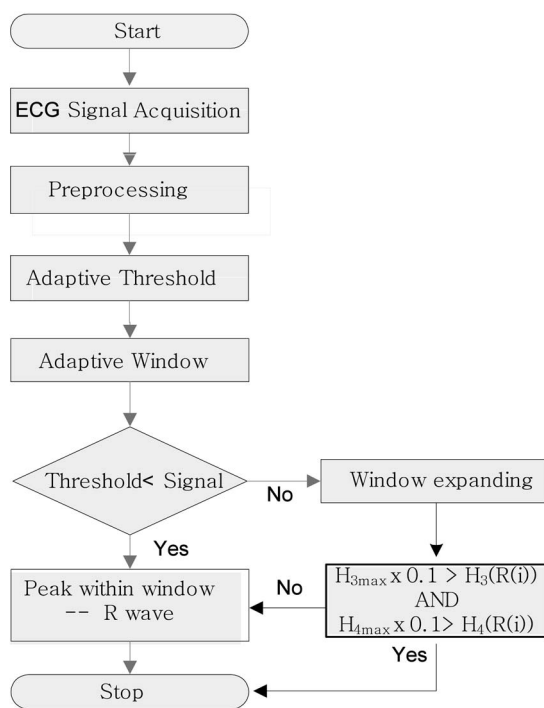 Start
ECG Signal Acquisition
Preprocessing
Adaptive Threshold
Adaptive Window
Threshold< Signal
No
Window expanding
Yes
Peak within window
-- R wave
No
H₃ₘₐₓ x 0.1 > H₃(R(i))
AND
H₄ₘₐₓ x 0.1> H₄(R(i))
Yes
Stop